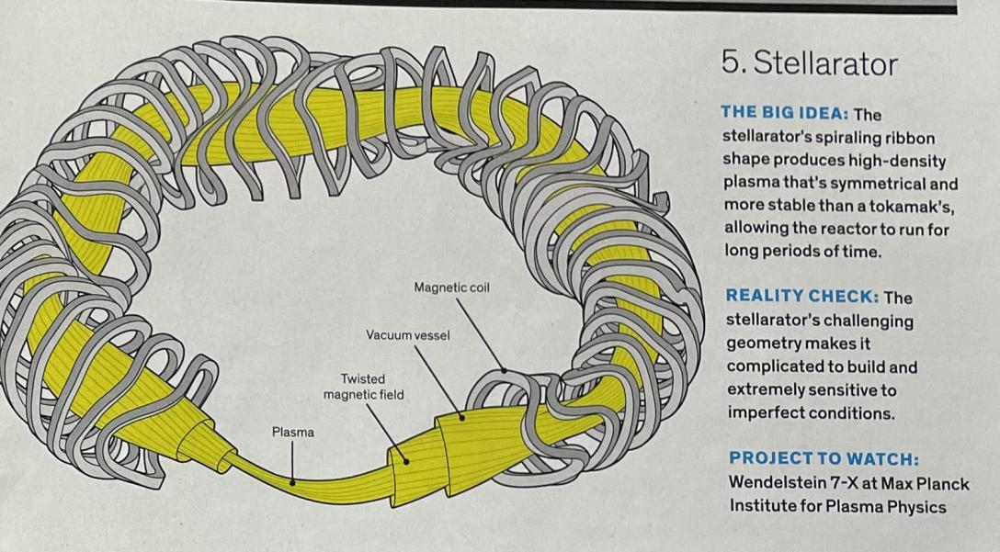 5. Stellarator
THE BIG IDEA: The
stellarator's spiraling ribbon
shape produces high-density
plasma that's symmetrical and
more stable than a tokamak's,
allowing the reactor to run for
long periods of time.
REALITY CHECK: The
stellarator's challenging
geometry makes it
complicated to build and
extremely sensitive to
imperfect conditions.
PROJECT TO WATCH:
Wendelstein 7-X at Max Planck
Institute for Plasma Physics
Magnetic coil
Vacuum vessel
Twisted
magnetic field
Plasma